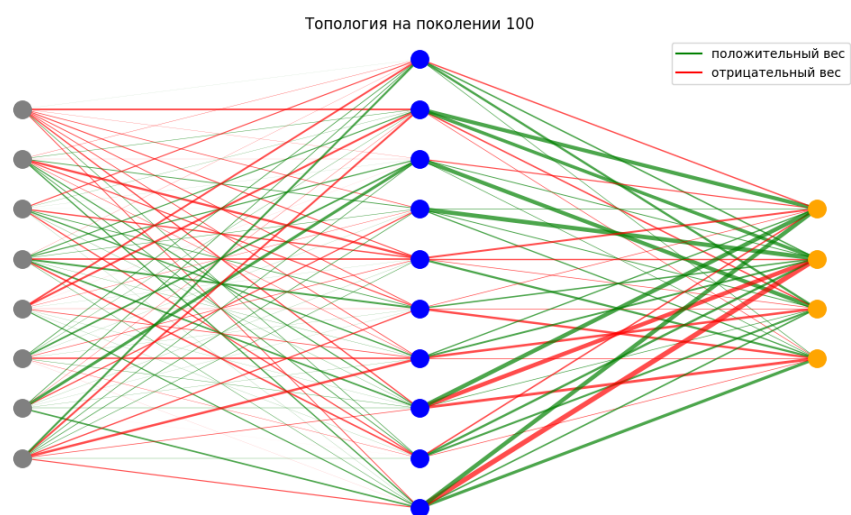 Топология на поколении 100
положительный вес
отрицательный вес